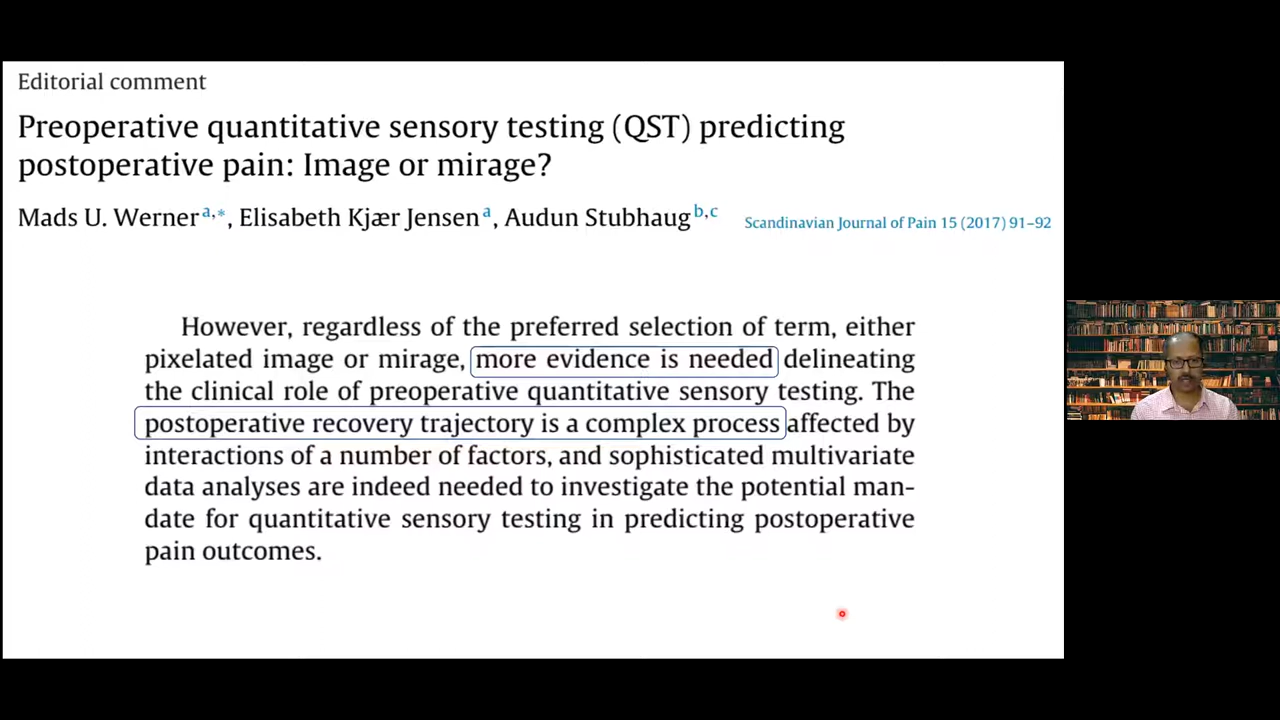 Editorial comment
Preoperative quantitative sensory testing (QST) predicting
postoperative pain: Image or mirage?
Mads U. Werner a,*, Elisabeth Kjær Jensen a, Audun Stubhaug b,c
Scandinavian Journal of Pain 15 (2017) 91–92
However, regardless of the preferred selection of term, either
pixelated image or mirage, more evidence is needed delineating
the clinical role of preoperative quantitative sensory testing. The
postoperative recovery trajectory is a complex process affected by
interactions of a number of factors, and sophisticated multivariate
data analyses are indeed needed to investigate the potential man-
date for quantitative sensory testing in predicting postoperative
pain outcomes.